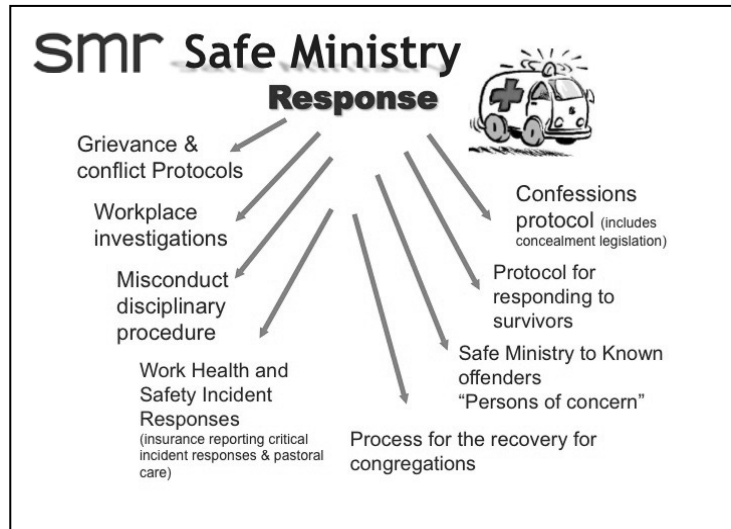 smr Safe Ministry
Response
Grievance &
conflict Protocols
Workplace
investigations
Misconduct
disciplinary
procedure
Work Health and
Safety Incident
Responses
(insurance reporting critical
incident responses & pastoral
care)
Process for the recovery for
congregations
Safe Ministry to Known
offenders
“Persons of concern”
Protocol for
responding to
survivors
Confessions
protocol (includes
concealment legislation)